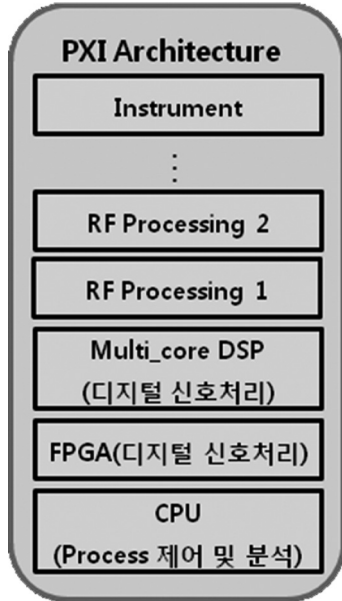 PXI Architecture
Instrument
⋮
RF Processing 2
RF Processing 1
Multi_core DSP
(디지털 신호처리)
FPGA(디지털 신호처리)
CPU
(Process 제어 및 분석)